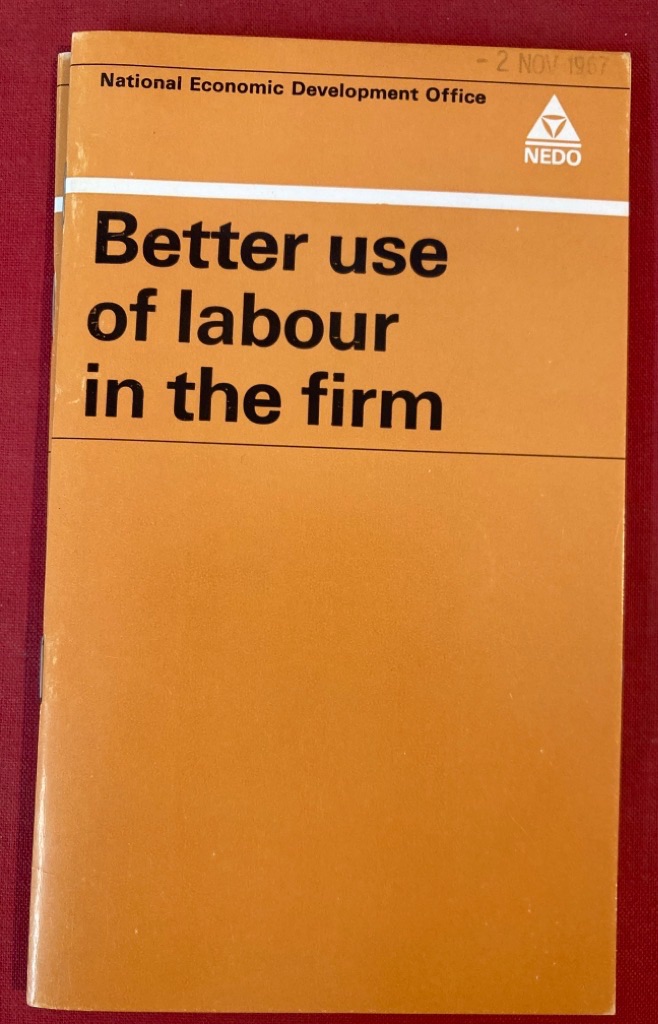 - 2 NOV 1967
National Economic Development Office
NEDO
Better use
of labour
in the firm